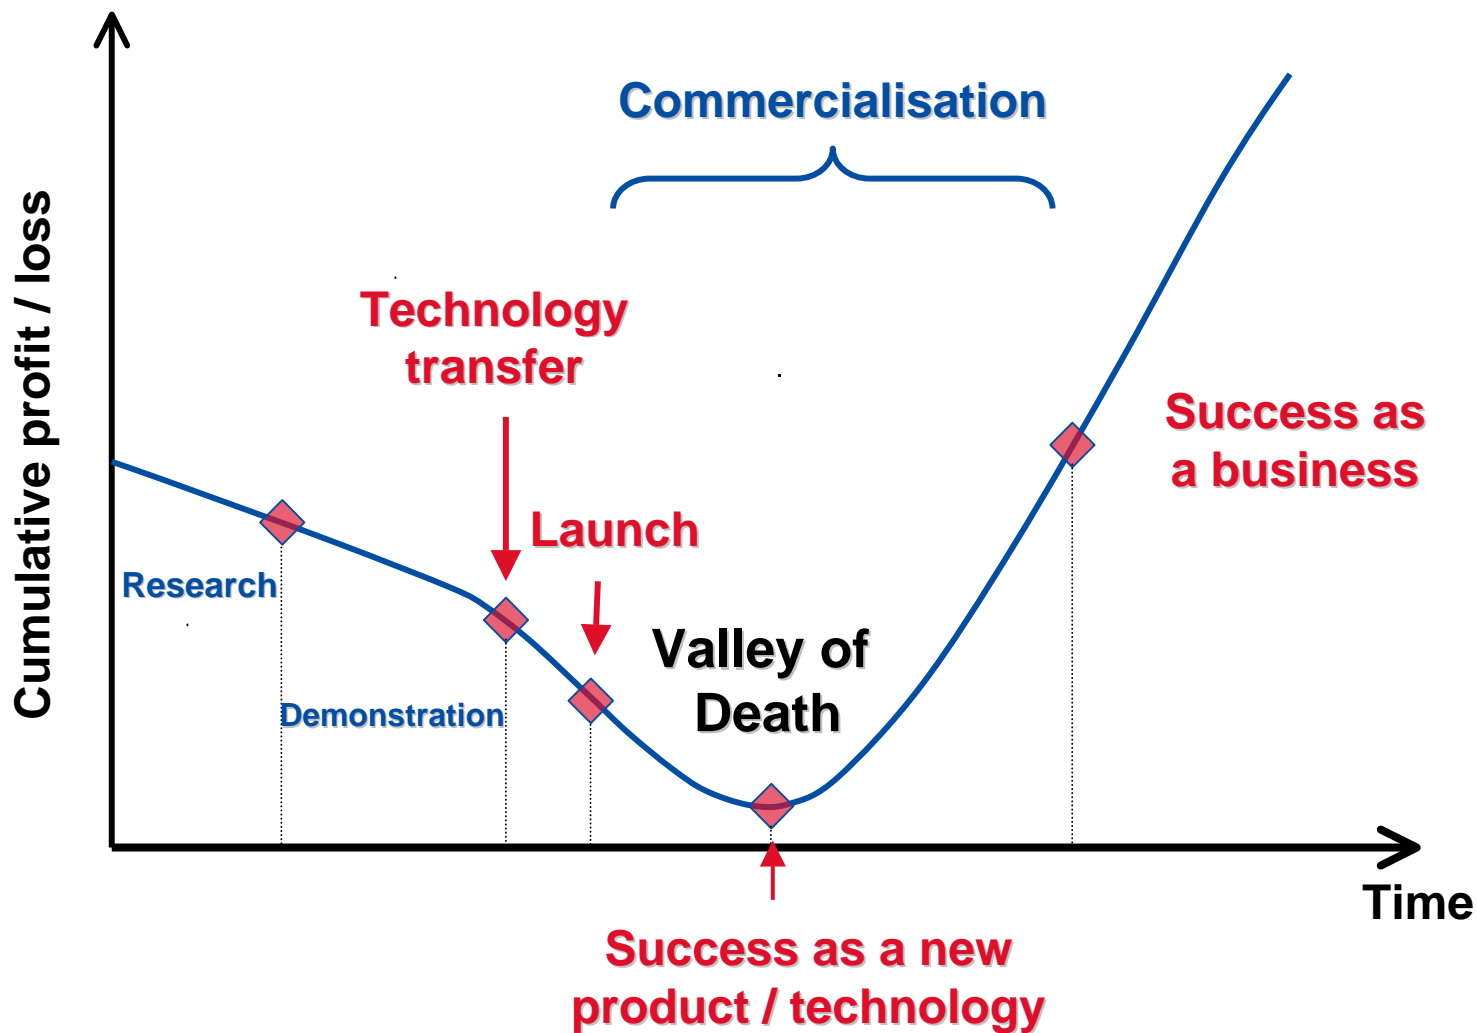 Commercialisation
Cumulative profit / loss
Technology
transfer
Success as
a business
Launch
Research
Valley of
Death
Demonstration
Time
Success as a new
product / technology